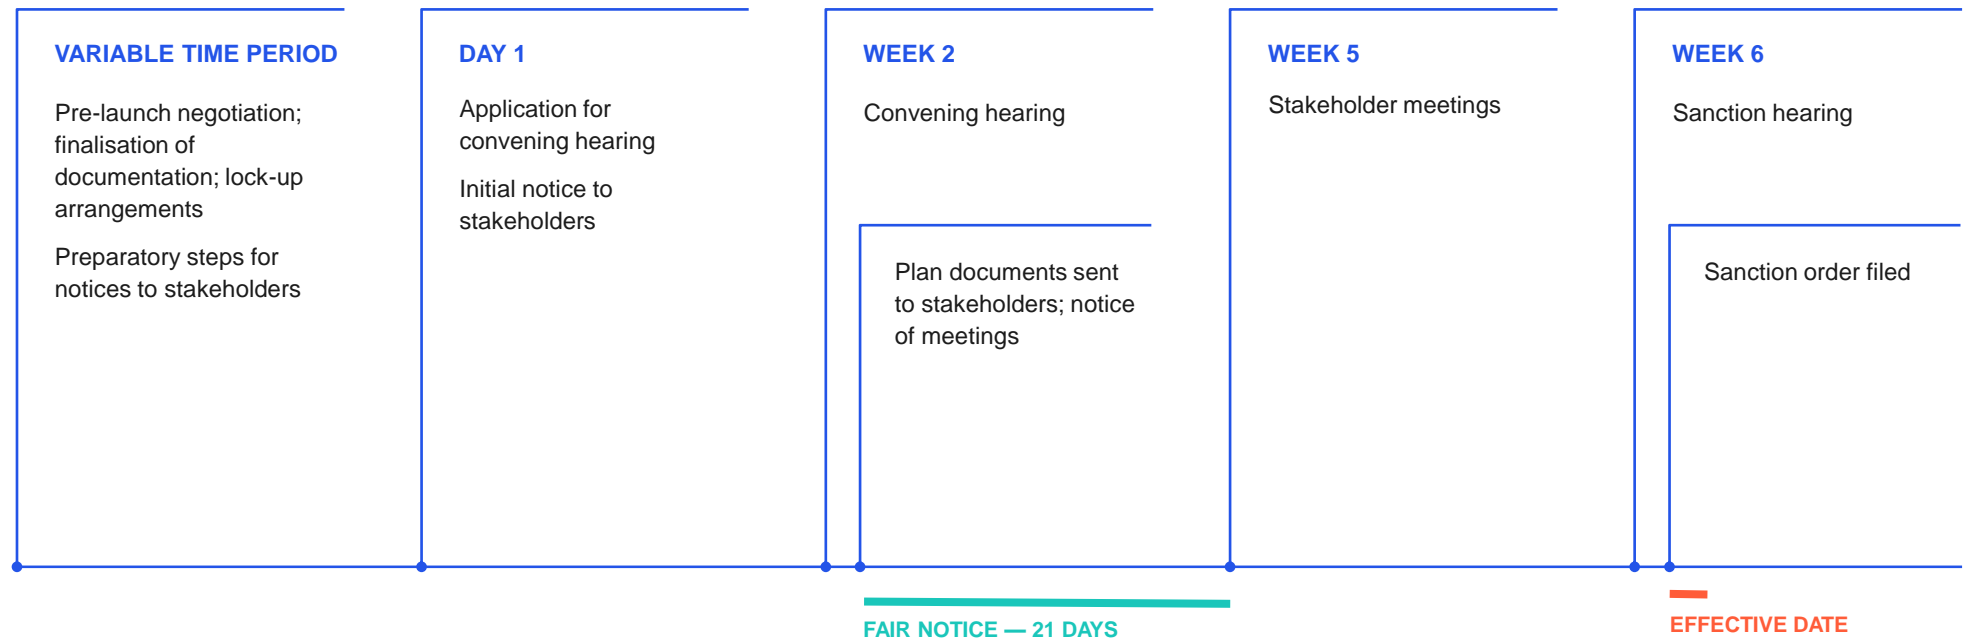 VARIABLE TIME PERIOD
Pre-launch negotiation;
finalisation of
documentation; lock-up
arrangements
Preparatory steps for
notices to stakeholders
DAY 1
Application for
convening hearing
Initial notice to
stakeholders
WEEK 2
Convening hearing
Plan documents sent
to stakeholders; notice
of meetings
WEEK 5
Stakeholder meetings
WEEK 6
Sanction hearing
Sanction order filed
FAIR NOTICE — 21 DAYS
EFFECTIVE DATE